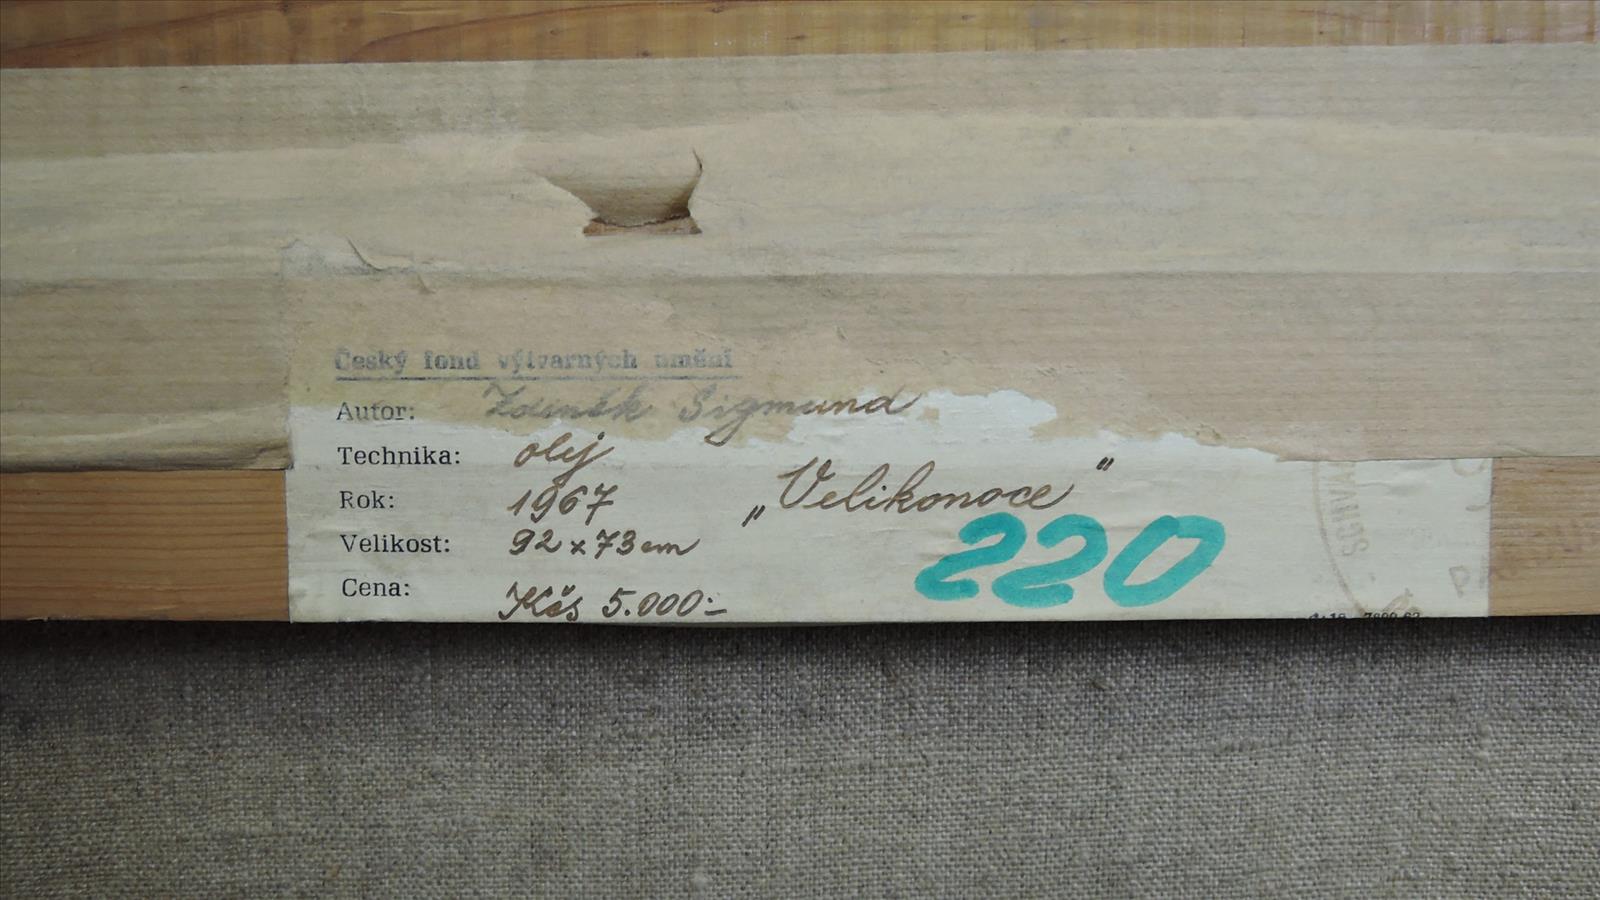 Český fond výtvarných umění
Autor: Zdeněk Sigmund
Technika: olej
Rok: 1967 „Velikonoce"
Velikost: 92 x 73 cm
220
Cena: Kčs 5.000:-